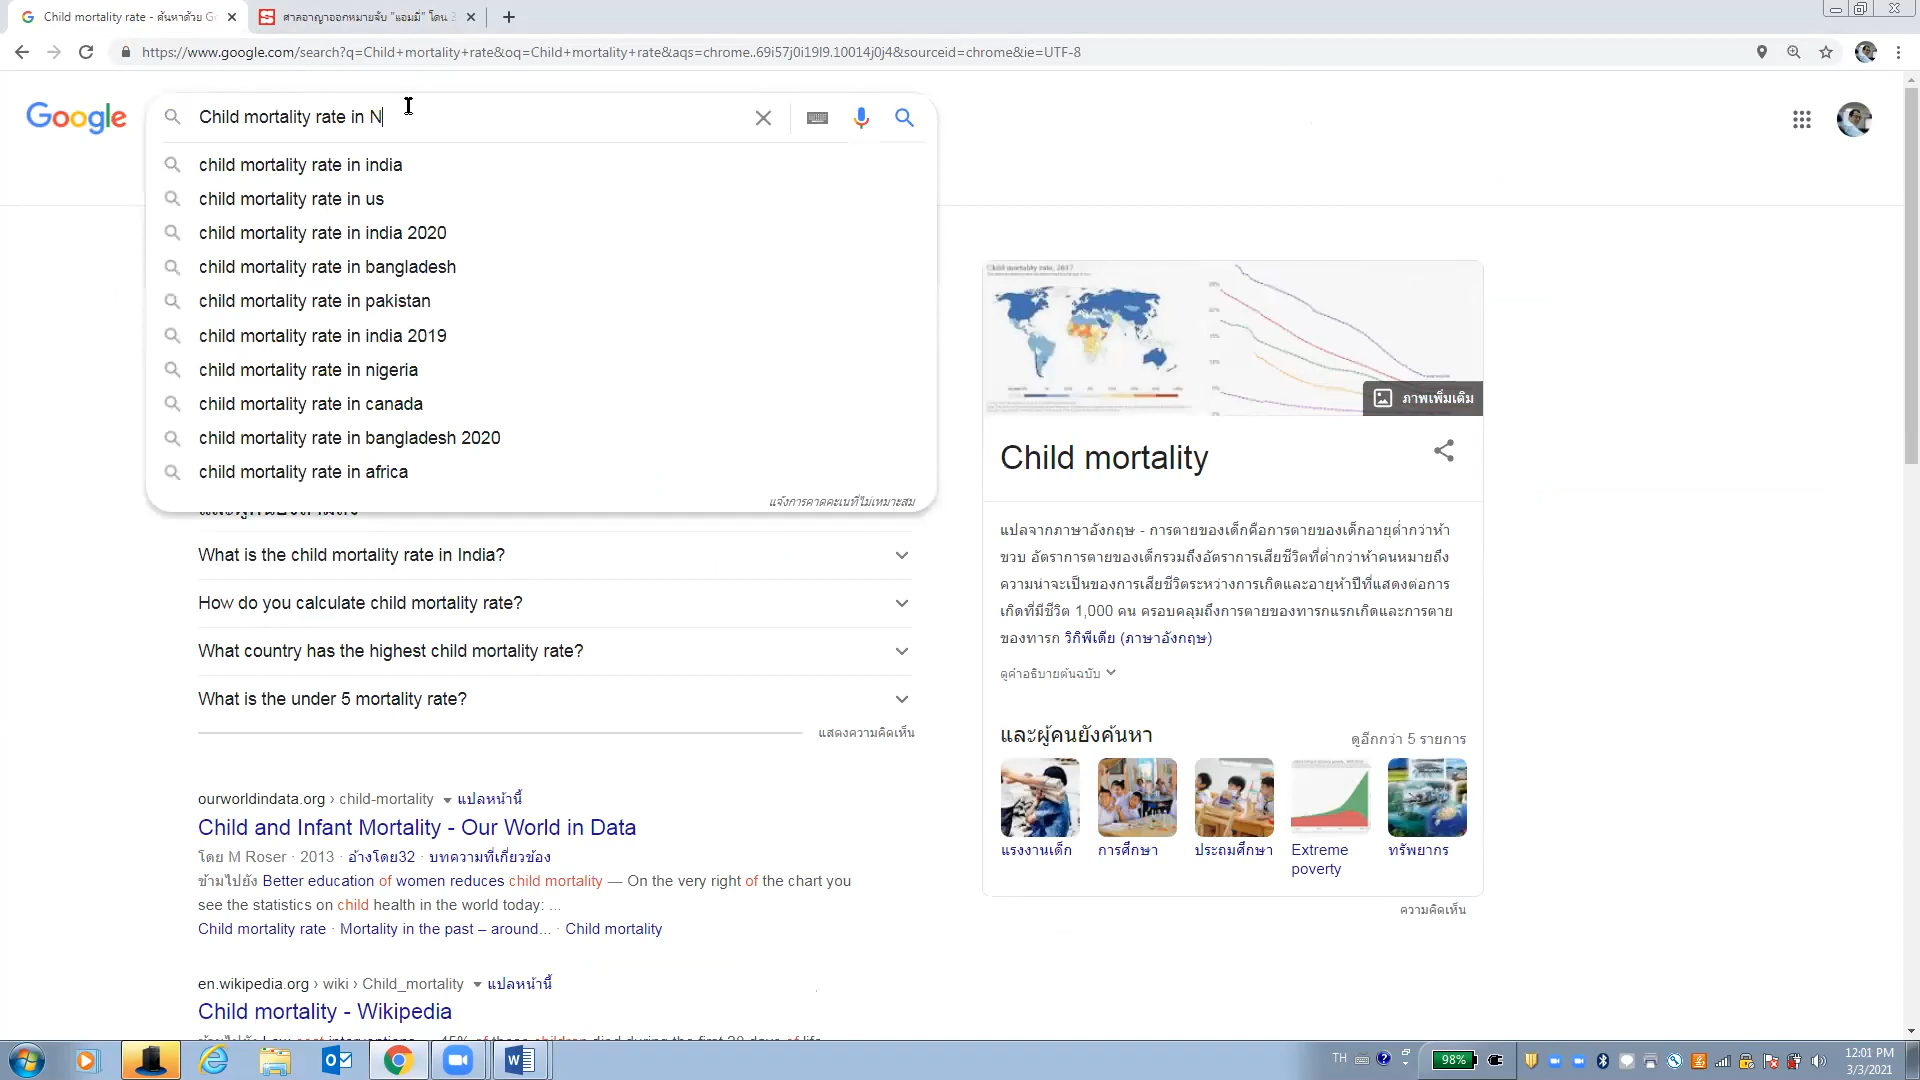 Child mortality rate - ค้นหาด้วย G
ศาลอาญาออกหมายจับ "แอมมี่" โดน 3
https://www.google.com/search?q=Child+mortality+rate&oq=Child+mortality+rate&aqs=chrome..69i57j0i19l9.10014j0j4&sourceid=chrome&ie=UTF-8
Google
Child mortality rate in N
child mortality rate in india
child mortality rate in us
child mortality rate in india 2020
child mortality rate in bangladesh
child mortality rate in pakistan
child mortality rate in india 2019
child mortality rate in nigeria
child mortality rate in canada
child mortality rate in bangladesh 2020
child mortality rate in africa
แจ้งการคาดคะเนที่ไม่เหมาะสม
What is the child mortality rate in India?
How do you calculate child mortality rate?
What country has the highest child mortality rate?
What is the under 5 mortality rate?
แสดงความคิดเห็น
ourworldindata.org › child-mortality แปลหน้านี้
Child and Infant Mortality - Our World in Data
โดย M Roser · 2013 · อ้างโดย32 · บทความที่เกี่ยวข้อง
ข้ามไปยัง Better education of women reduces child mortality — On the very right of the chart you
see the statistics on child health in the world today: ...
Child mortality rate · Mortality in the past – around... · Child mortality
en.wikipedia.org › wiki › Child_mortality แปลหน้านี้
Child mortality - Wikipedia
Child mortality rate, 2017
ภาพเพิ่มเติม
Child mortality
แปลจากภาษาอังกฤษ - การตายของเด็กคือการตายของเด็กอายุต่ำกว่าห้า
ขวบ อัตราการตายของเด็กรวมถึงอัตราการเสียชีวิตที่ต่ำกว่าห้าคนหมายถึง
ความน่าจะเป็นของการเสียชีวิตระหว่างการเกิดและอายุห้าปีที่แสดงต่อการ
เกิดที่มีชีวิต 1,000 คน ครอบคลุมถึงการตายของทารกแรกเกิดและการตาย
ของทารก วิกิพีเดีย (ภาษาอังกฤษ)
ดูคำอธิบายต้นฉบับ
และผู้คนยังค้นหา
ดูอีกกว่า 5 รายการ
แรงงานเด็ก
การศึกษา
ประถมศึกษา
Extreme
poverty
ทรัพยากร
ความคิดเห็น
TH
98%
12:01 PM
3/3/2021